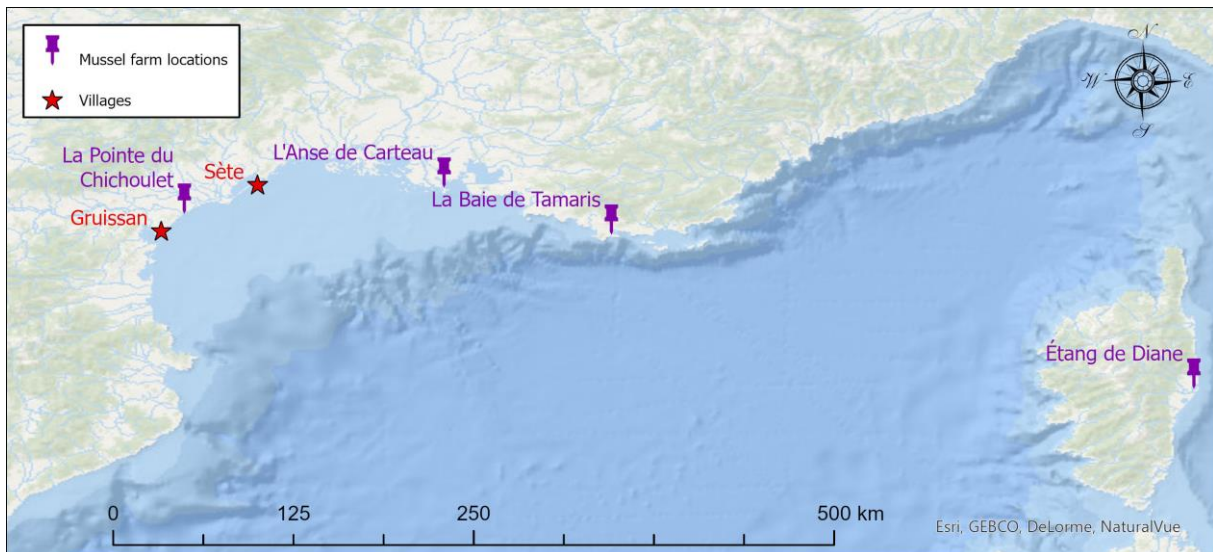 Mussel farm locations
Villages
N
W
E
S
La Pointe du
Chichoulet
Sète
L'Anse de Carteau
La Baie de Tamaris
Gruissan
Étang de Diane
0 125 250 500 km
Esri, GEBCO, DeLorme, NaturalVue